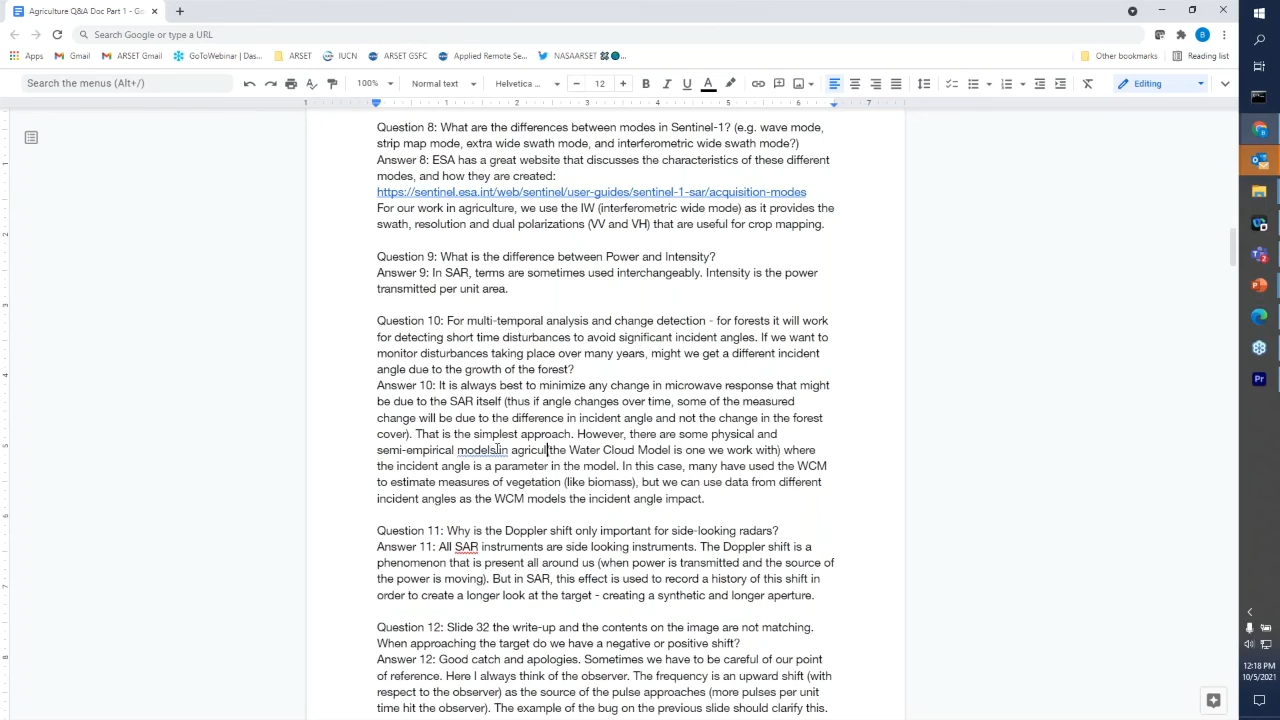 Agriculture Q&A Doc Part 1 - Go
Search Google or type a URL
B
Apps
Gmail
ARSET Gmail
GoToWebinar | Das...
ARSET
IUCN
ARSET GSFC
Applied Remote Se...
NASAARSET
Other bookmarks
Reading list
Search the menus (Alt+/)
100%
Normal text
Helvetica ...
12
B
I
U
A
Editing
1
1
2
3
4
5
6
7
Question 8: What are the differences between modes in Sentinel-1? (e.g. wave mode,
strip map mode, extra wide swath mode, and interferometric wide swath mode?)
Answer 8: ESA has a great website that discusses the characteristics of these different
modes, and how they are created:
https://sentinel.esa.int/web/sentinel/user-guides/sentinel-1-sar/acquisition-modes
For our work in agriculture, we use the IW (interferometric wide mode) as it provides the
swath, resolution and dual polarizations (VV and VH) that are useful for crop mapping.
Question 9: What is the difference between Power and Intensity?
Answer 9: In SAR, terms are sometimes used interchangeably. Intensity is the power
transmitted per unit area.
Question 10: For multi-temporal analysis and change detection - for forests it will work
for detecting short time disturbances to avoid significant incident angles. If we want to
monitor disturbances taking place over many years, might we get a different incident
angle due to the growth of the forest?
Answer 10: It is always best to minimize any change in microwave response that might
be due to the SAR itself (thus if angle changes over time, some of the measured
change will be due to the difference in incident angle and not the change in the forest
cover). That is the simplest approach. However, there are some physical and
semi-empirical models in agricul the Water Cloud Model is one we work with) where
the incident angle is a parameter in the model. In this case, many have used the WCM
to estimate measures of vegetation (like biomass), but we can use data from different
incident angles as the WCM models the incident angle impact.
Question 11: Why is the Doppler shift only important for side-looking radars?
Answer 11: All SAR instruments are side looking instruments. The Doppler shift is a
phenomenon that is present all around us (when power is transmitted and the source of
the power is moving). But in SAR, this effect is used to record a history of this shift in
order to create a longer look at the target - creating a synthetic and longer aperture.
Question 12: Slide 32 the write-up and the contents on the image are not matching.
When approaching the target do we have a negative or positive shift?
Answer 12: Good catch and apologies. Sometimes we have to be careful of our point
of reference. Here I always think of the observer. The frequency is an upward shift (with
respect to the observer) as the source of the pulse approaches (more pulses per unit
time hit the observer). The example of the bug on the previous slide should clarify this.
Pr
12:18 PM
10/5/2021